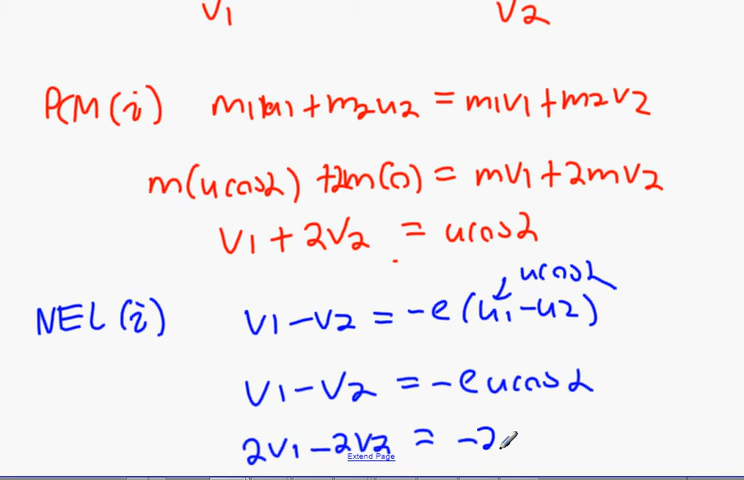 v1 v2
PCM (i) m1u1 + m2u2 = m1v1 + m2v2
m(ucosα) + 2m(0) = mv1 + 2mv2
v1 + 2v2 = ucosα
ucosα
NEL (i) v1 - v2 = -e (u1 - u2)
v1 - v2 = -e ucosα
2v1 - 2v2 = -2
Extend Page